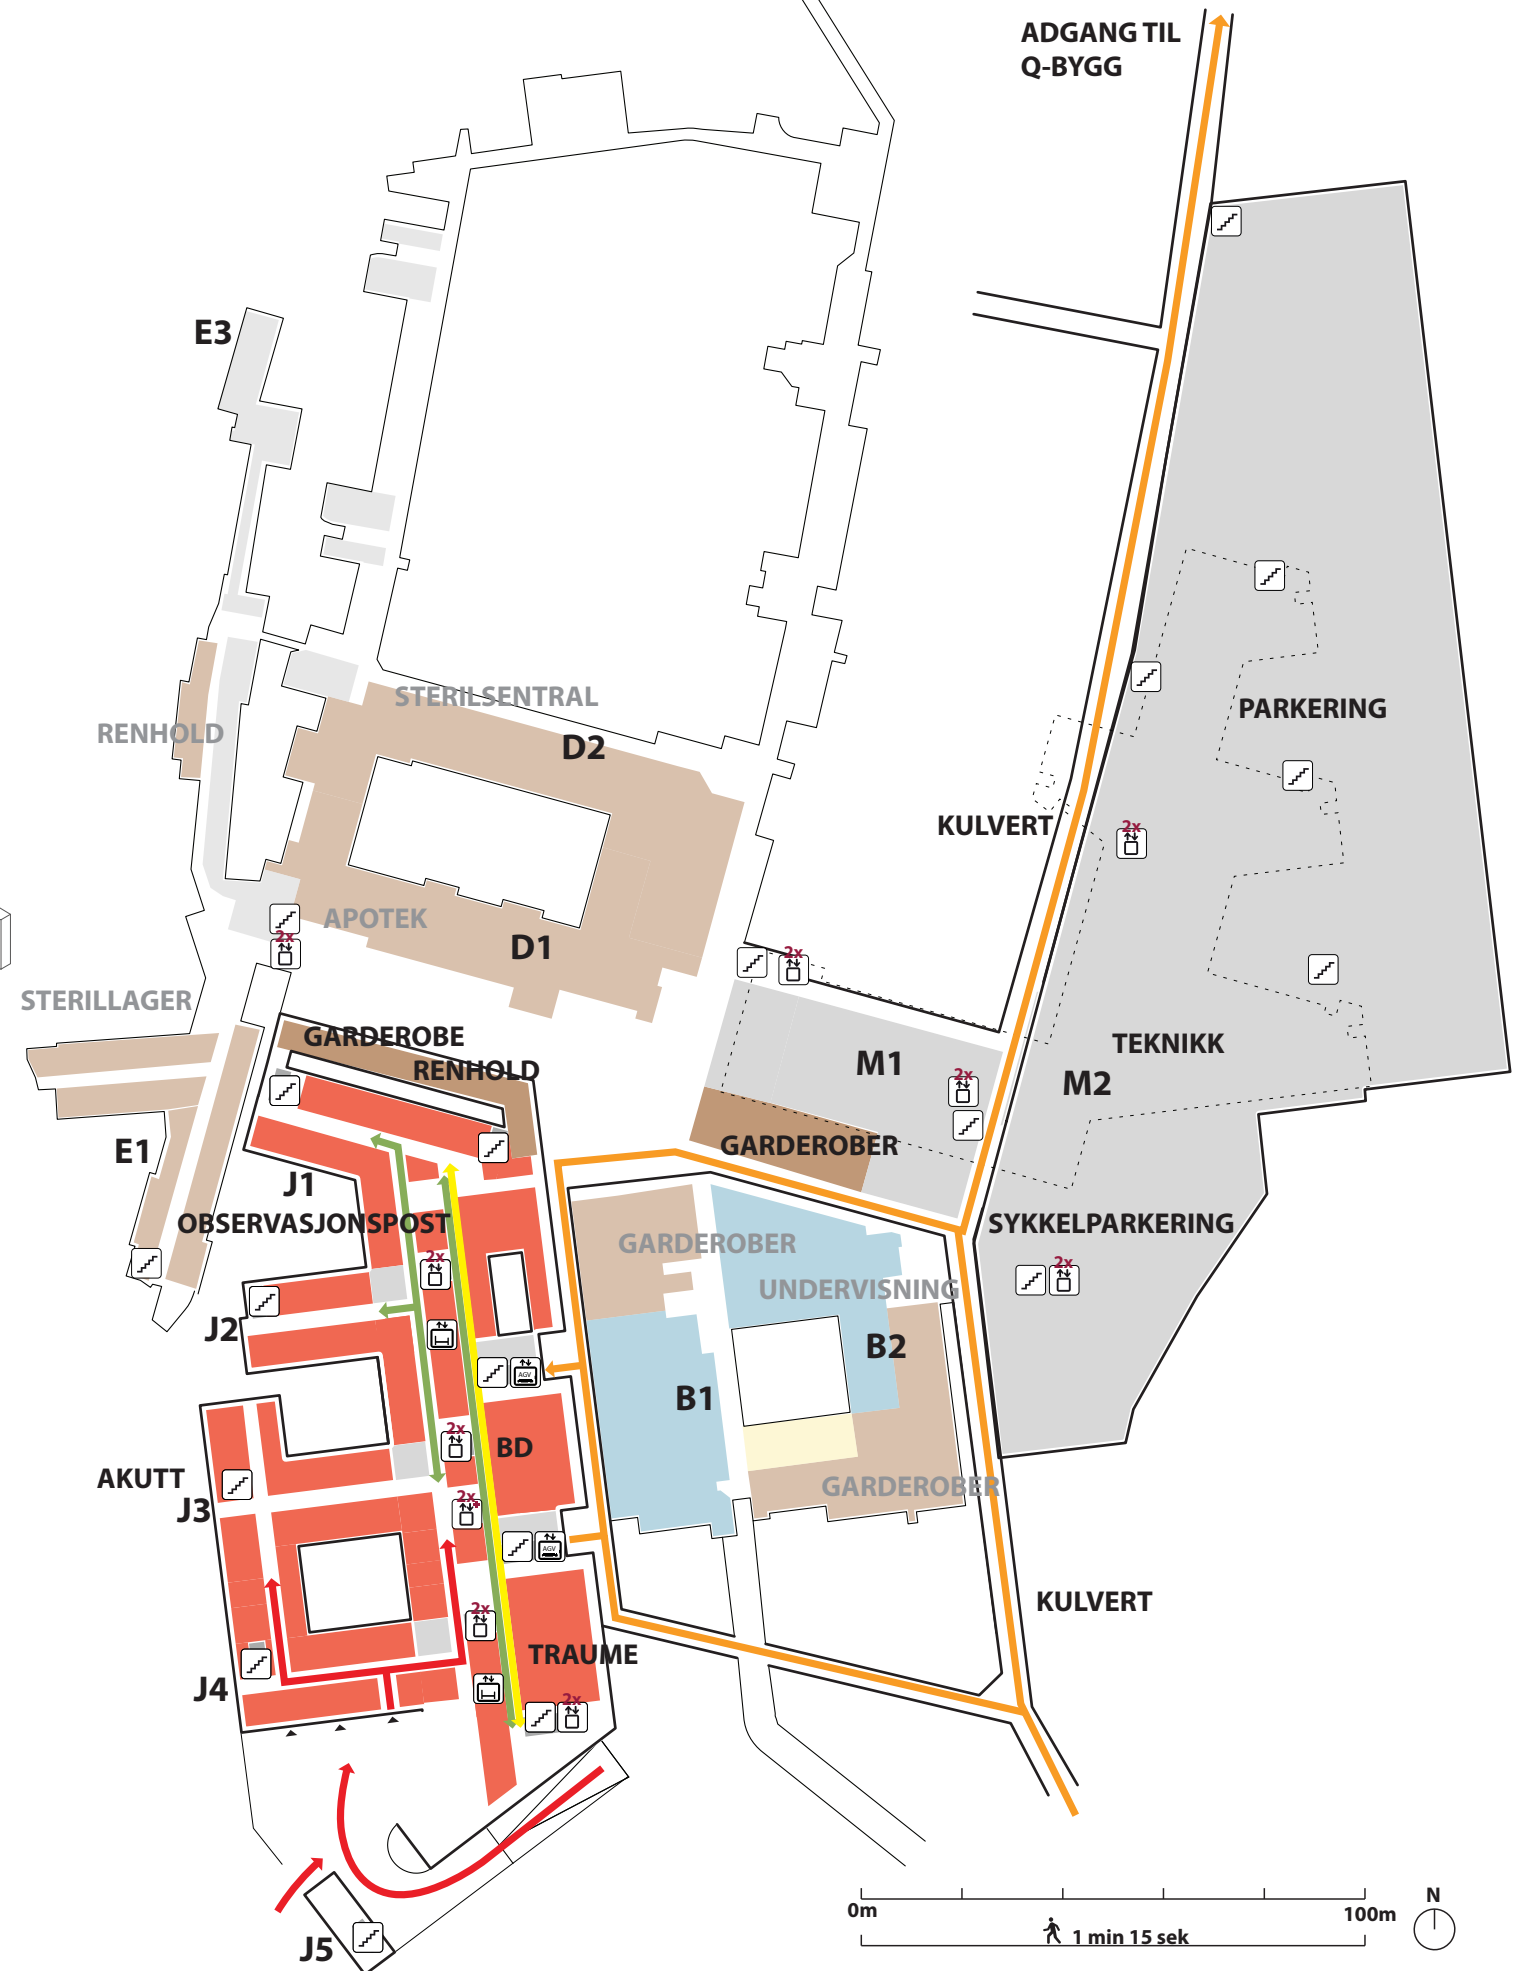 ADGANG TIL
Q-BYGG
E3
STERILSENTRAL
RENHOLD
D2
PARKERING
KULVERT
2x
APOTEK
D1
2x
2x
STERILLAGER
GARDEROBE
RENHOLD
M1
TEKNIKK
2x
M2
E1
GARDEROBER
J1
OBSERVASJONSPOST
SYKKELPARKERING
GARDEROBER
2x
2x
UNDERVISNING
J2
B2
AGV
B1
2x
BD
AKUTT
GARDEROBER
J3
2x
AGV
KULVERT
2x
TRAUME
J4
2x
J5
0m
100m
1 min 15 sek
N